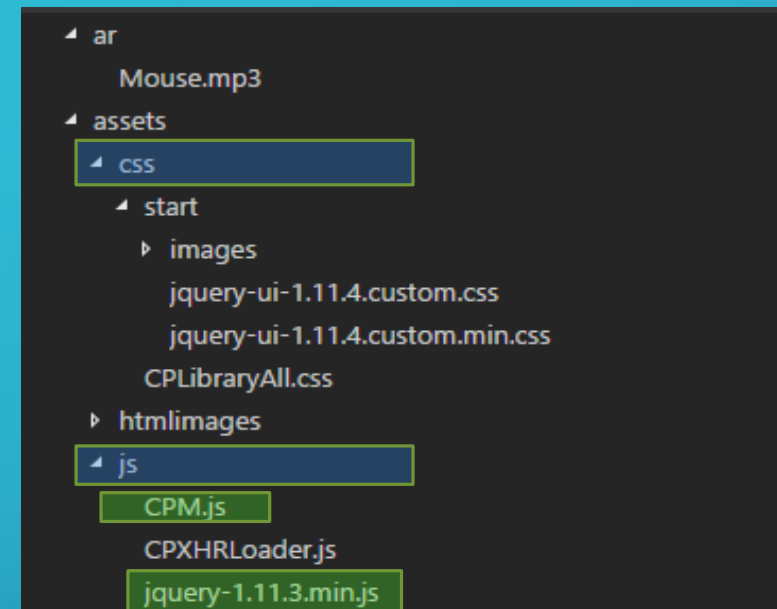 ar
Mouse.mp3
assets
css
start
images
jquery-ui-1.11.4.custom.css
jquery-ui-1.11.4.custom.min.css
CPLibraryAll.css
htmlimages
js
CPM.js
CPXHRLoader.js
jquery-1.11.3.min.js